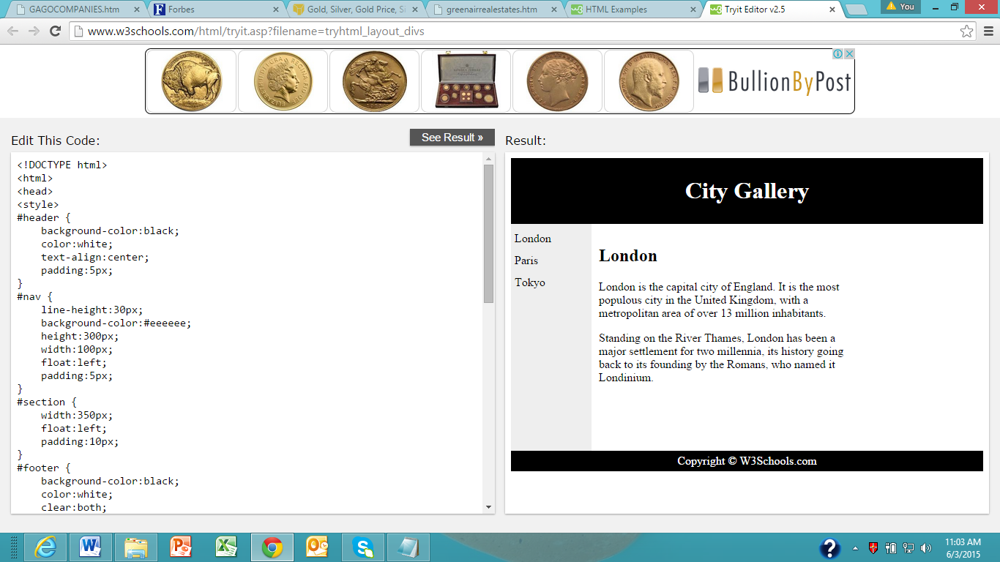 GAGOCOMPANIES.htm
Forbes
Gold, Silver, Gold Price, Si
greenairrealestates.htm
HTML Examples
Tryit Editor v2.5
You
www.w3schools.com/html/tryit.asp?filename=tryhtml_layout_divs
BullionByPost
Edit This Code:
See Result »
<!DOCTYPE html>
<html>
<head>
<style>
#header {
    background-color:black;
    color:white;
    text-align:center;
    padding:5px;
}
#nav {
    line-height:30px;
    background-color:#eeeeee;
    height:300px;
    width:100px;
    float:left;
    padding:5px;
}
#section {
    width:350px;
    float:left;
    padding:10px;
}
#footer {
    background-color:black;
    color:white;
    clear:both;
Result:
City Gallery
London
Paris
Tokyo
London
London is the capital city of England. It is the most
populous city in the United Kingdom, with a
metropolitan area of over 13 million inhabitants.
Standing on the River Thames, London has been a
major settlement for two millennia, its history going
back to its founding by the Romans, who named it
Londinium.
Copyright © W3Schools.com
11:03 AM
6/3/2015